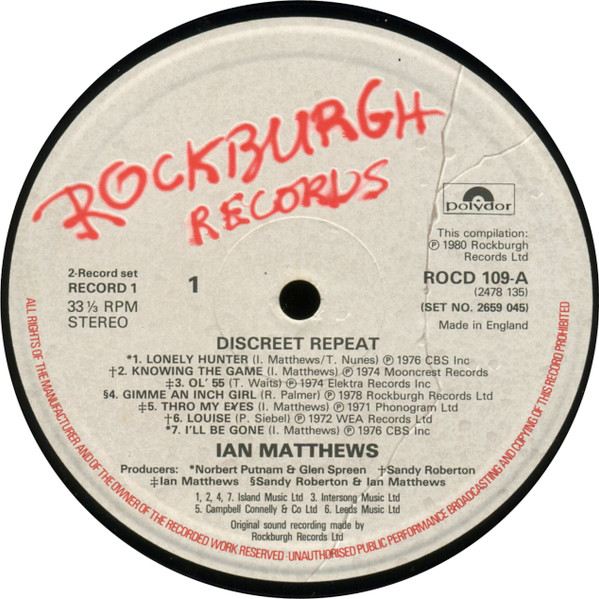 ROCKBURGH
RECORDS
polydor
This compilation:
℗ 1980 Rockburgh
Records Ltd
2-Record set
RECORD 1
1
33⅓ RPM
STEREO
ROCD 109-A
(2478 135)
(SET NO. 2659 045)
Made in England
DISCREET REPEAT
*1. LONELY HUNTER (I. Matthews/T. Nunes) ℗ 1976 CBS Inc
†2. KNOWING THE GAME (I. Matthews) ℗ 1974 Mooncrest Records
‡3. OL' 55 (T. Waits) ℗ 1974 Elektra Records Inc
§4. GIMME AN INCH GIRL (R. Palmer) ℗ 1978 Rockburgh Records Ltd
‡5. THRO MY EYES (I. Matthews) ℗ 1971 Phonogram Ltd
†6. LOUISE (P. Siebel) ℗ 1972 WEA Records Ltd
*7. I'LL BE GONE (I. Matthews) ℗ 1976 CBS Inc
IAN MATTHEWS
Producers: *Norbert Putnam & Glen Spreen †Sandy Roberton
‡Ian Matthews §Sandy Roberton & Ian Matthews
1, 2, 4, 7. Island Music Ltd 3. Intersong Music Ltd
5. Campbell Connelly & Co Ltd 6. Leeds Music Ltd
Original sound recording made by
Rockburgh Records Ltd
ALL RIGHTS OF THE MANUFACTURER AND OF THE OWNER OF THE RECORDED WORK RESERVED · UNAUTHORISED PUBLIC PERFORMANCE BROADCASTING AND COPYING OF THIS RECORD PROHIBITED